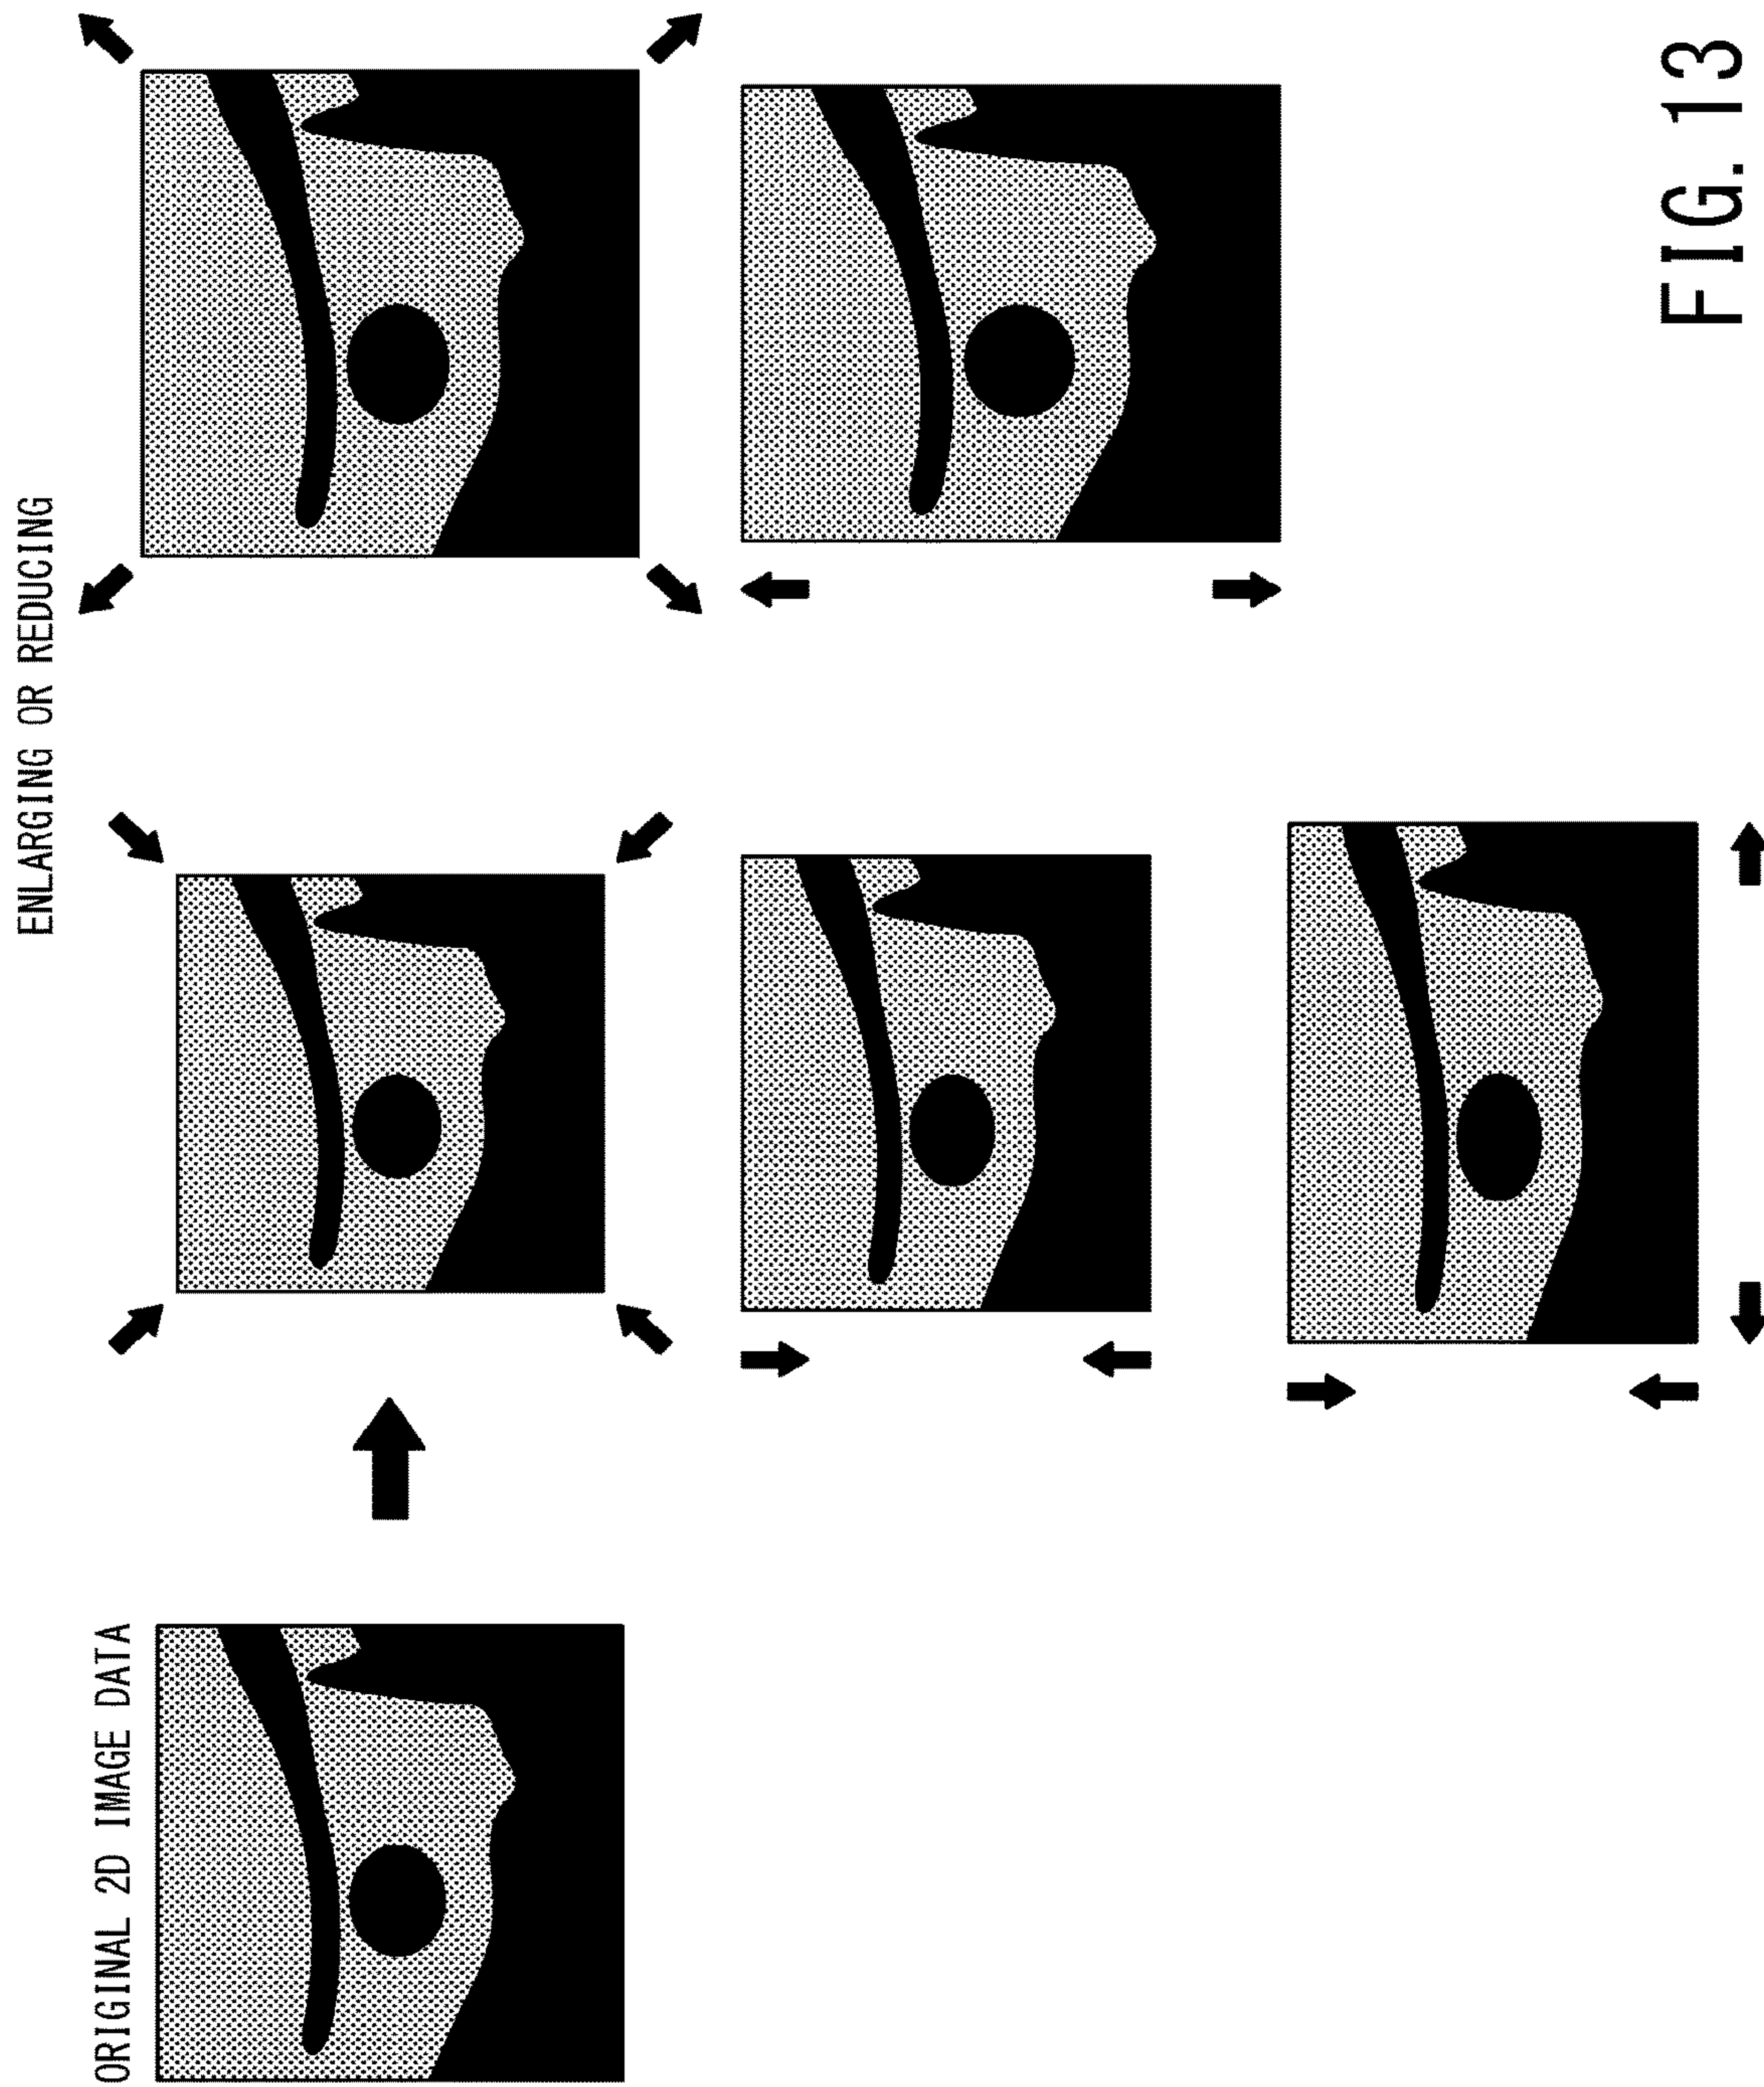 ENLARGING OR REDUCING
ORIGINAL 2D IMAGE DATA
FIG. 13